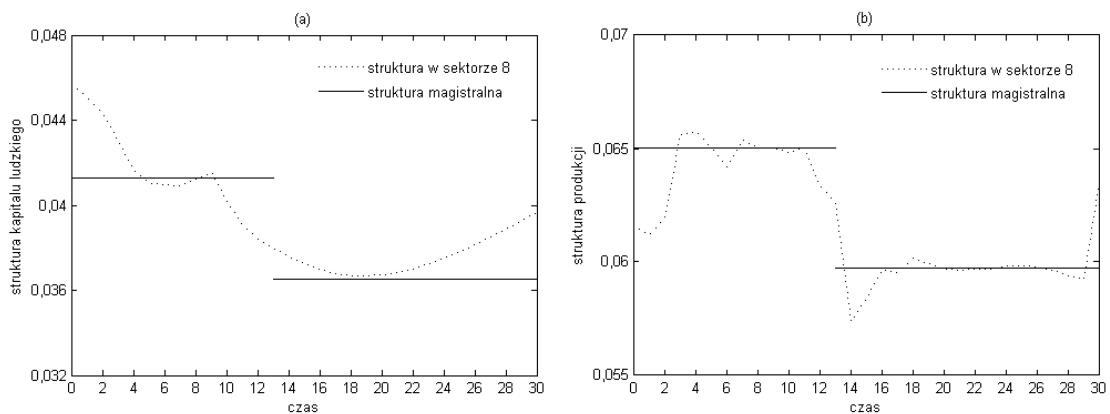 (a)
0,048
0,044
0,04
0,036
0,032
struktura kapitału ludzkiego
struktura w sektorze 8
struktura magistralna
0 2 4 6 8 10 12 14 16 18 20 22 24 26 28 30
czas
(b)
0,07
0,065
0,06
0,055
struktura produkcji
struktura w sektorze 8
struktura magistralna
0 2 4 6 8 10 12 14 16 18 20 22 24 26 28 30
czas